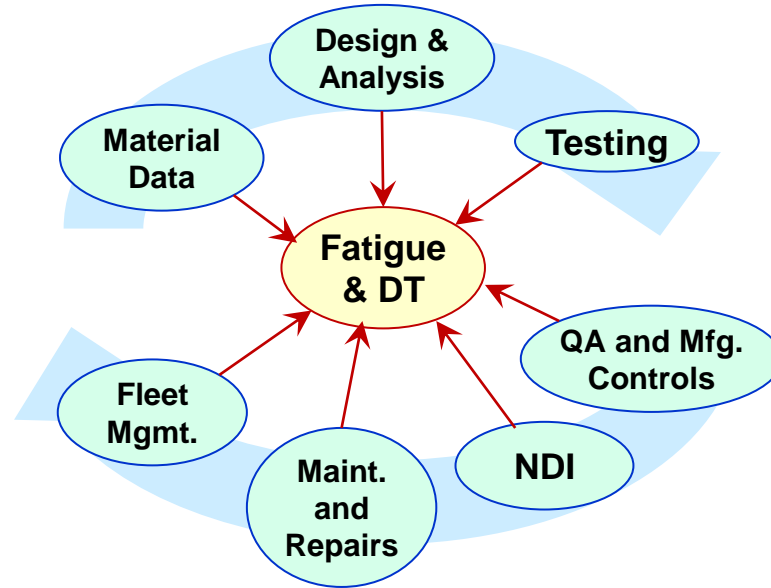 Design &
Analysis
Material
Data
Testing
Fatigue
& DT
QA and Mfg.
Controls
Fleet
Mgmt.
NDI
Maint.
and
Repairs